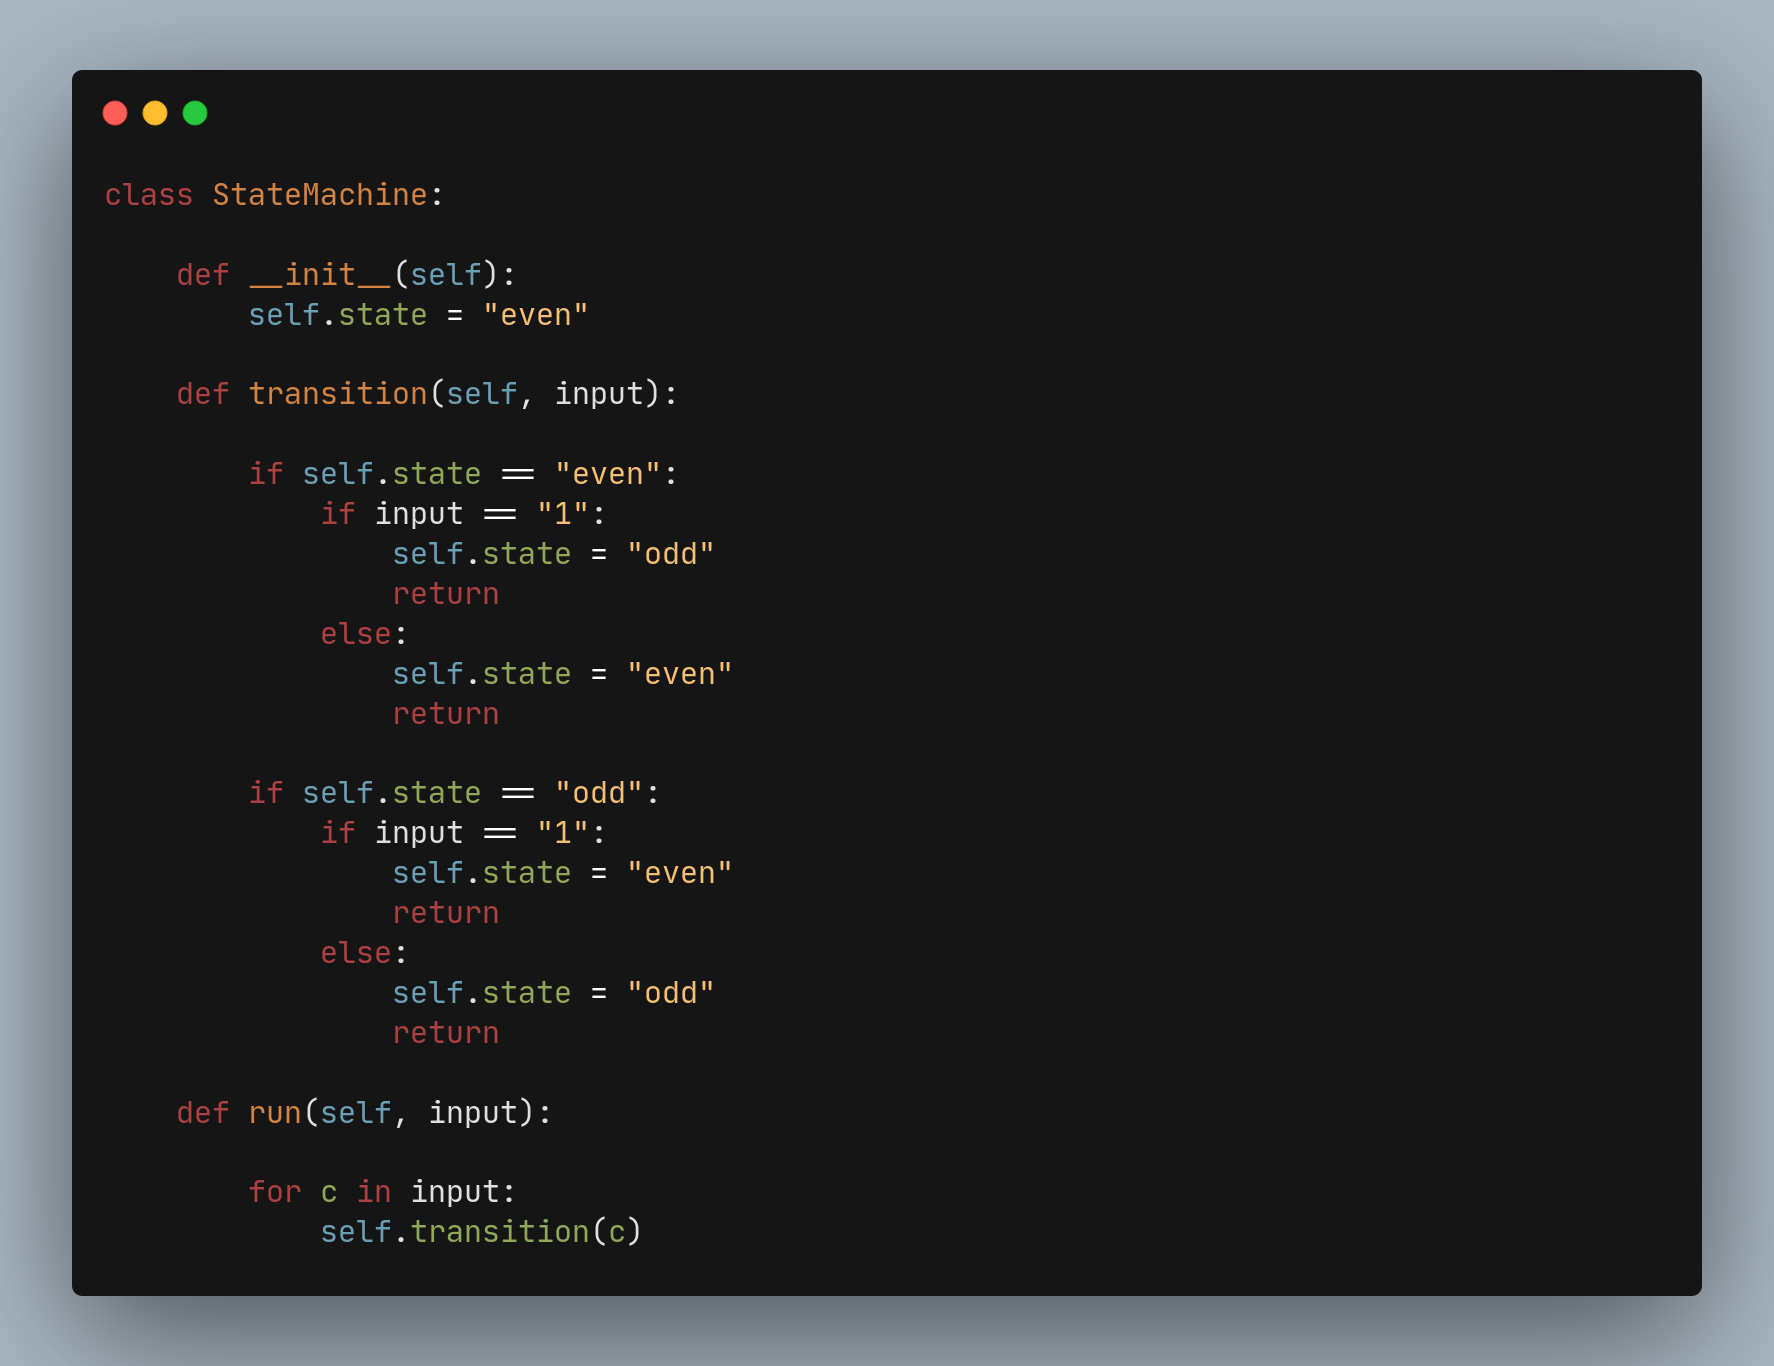 class StateMachine:
    def __init__(self):
        self.state = "even"
    def transition(self, input):
        if self.state == "even":
            if input == "1":
                self.state = "odd"
                return
            else:
                self.state = "even"
                return
        if self.state == "odd":
            if input == "1":
                self.state = "even"
                return
            else:
                self.state = "odd"
                return
    def run(self, input):
        for c in input:
            self.transition(c)